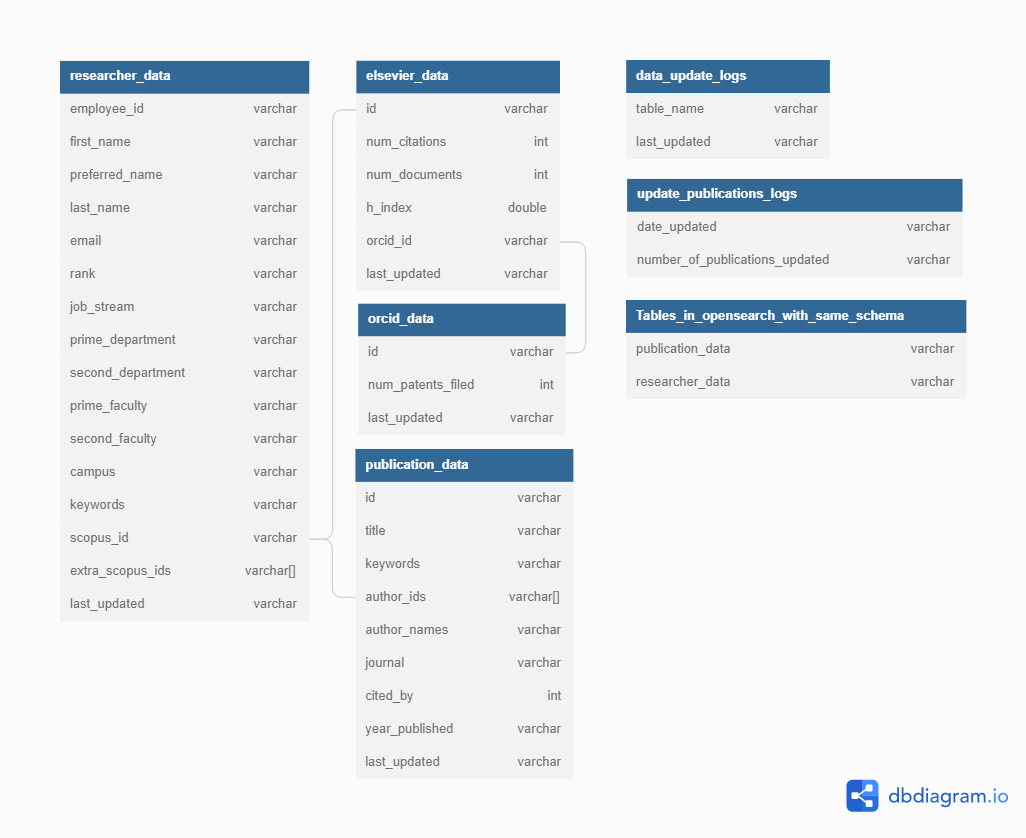 researcher_data
employee_id varchar
first_name varchar
preferred_name varchar
last_name varchar
email varchar
rank varchar
job_stream varchar
prime_department varchar
second_department varchar
prime_faculty varchar
second_faculty varchar
campus varchar
keywords varchar
scopus_id varchar
extra_scopus_ids varchar[]
last_updated varchar
elsevier_data
id varchar
num_citations int
num_documents int
h_index double
orcid_id varchar
last_updated varchar
orcid_data
id varchar
num_patents_filed int
last_updated varchar
publication_data
id varchar
title varchar
keywords varchar
author_ids varchar[]
author_names varchar
journal varchar
cited_by int
year_published varchar
last_updated varchar
data_update_logs
table_name varchar
last_updated varchar
update_publications_logs
date_updated varchar
number_of_publications_updated varchar
Tables_in_opensearch_with_same_schema
publication_data varchar
researcher_data varchar
dbdiagram.io